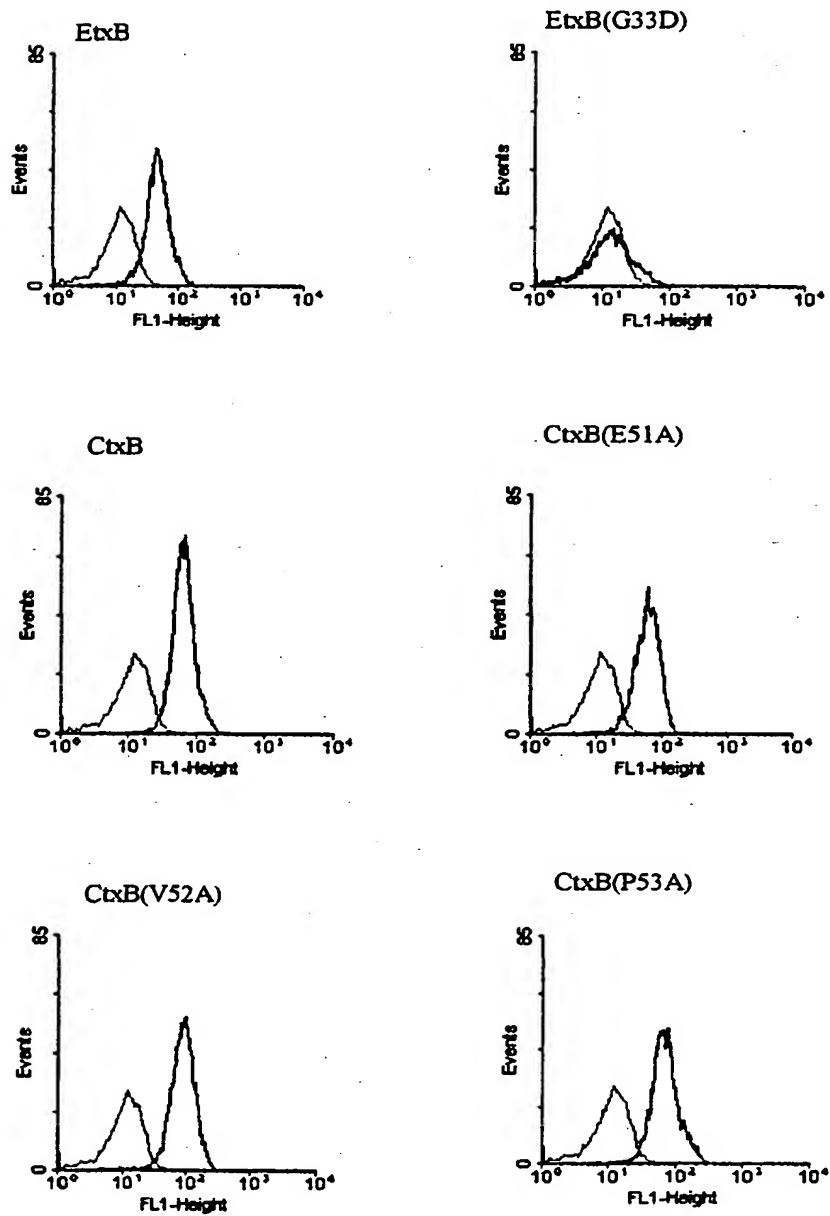 EtxB
85
Events
0
10⁰ 10¹ 10² 10³ 10⁴
FL1-Height
EtxB(G33D)
85
Events
0
10⁰ 10¹ 10² 10³ 10⁴
FL1-Height
CtxB
85
Events
0
10⁰ 10¹ 10² 10³ 10⁴
FL1-Height
CtxB(E51A)
85
Events
0
10⁰ 10¹ 10² 10³ 10⁴
FL1-Height
CtxB(V52A)
85
Events
0
10⁰ 10¹ 10² 10³ 10⁴
FL1-Height
CtxB(P53A)
85
Events
0
10⁰ 10¹ 10² 10³ 10⁴
FL1-Height